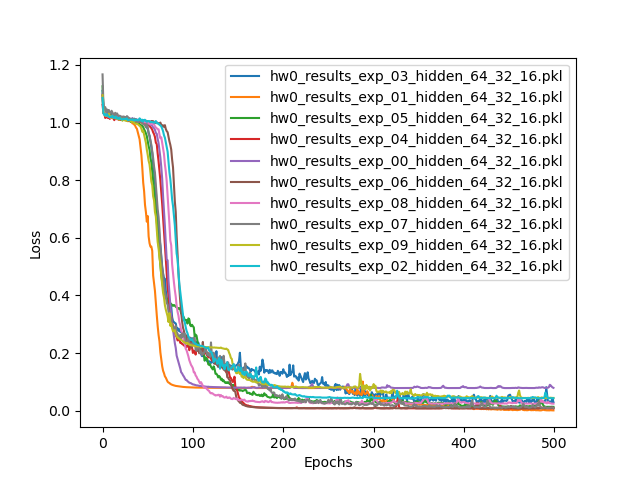 hw0_results_exp_03_hidden_64_32_16.pkl
hw0_results_exp_01_hidden_64_32_16.pkl
hw0_results_exp_05_hidden_64_32_16.pkl
hw0_results_exp_04_hidden_64_32_16.pkl
hw0_results_exp_00_hidden_64_32_16.pkl
hw0_results_exp_06_hidden_64_32_16.pkl
hw0_results_exp_08_hidden_64_32_16.pkl
hw0_results_exp_07_hidden_64_32_16.pkl
hw0_results_exp_09_hidden_64_32_16.pkl
hw0_results_exp_02_hidden_64_32_16.pkl
1.2
1.0
0.8
0.6
0.4
0.2
0.0
Loss
0 100 200 300 400 500
Epochs